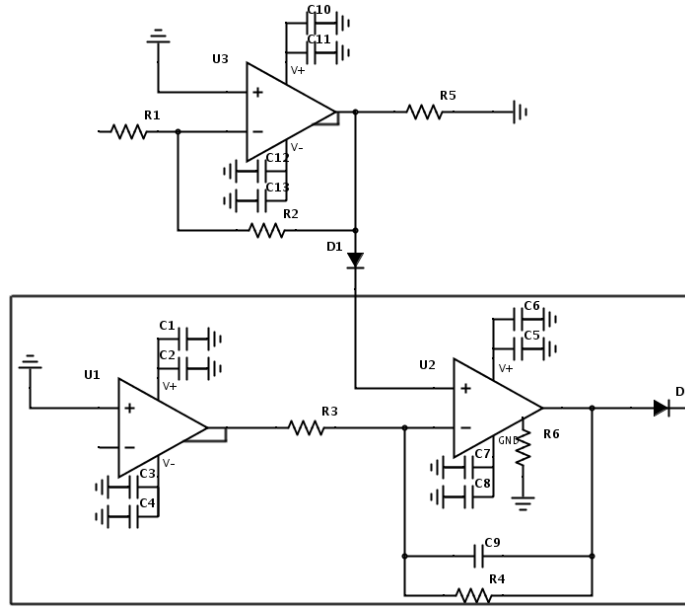 C10
C11
U3
V+
+
R1
R5
−
V-
C12
C13
R2
D1
C1
C6
C2
C5
U1
U2
V+
V+
+
+
R3
−
GND
R6
−
V-
C3
C7
C4
C8
C9
R4
D